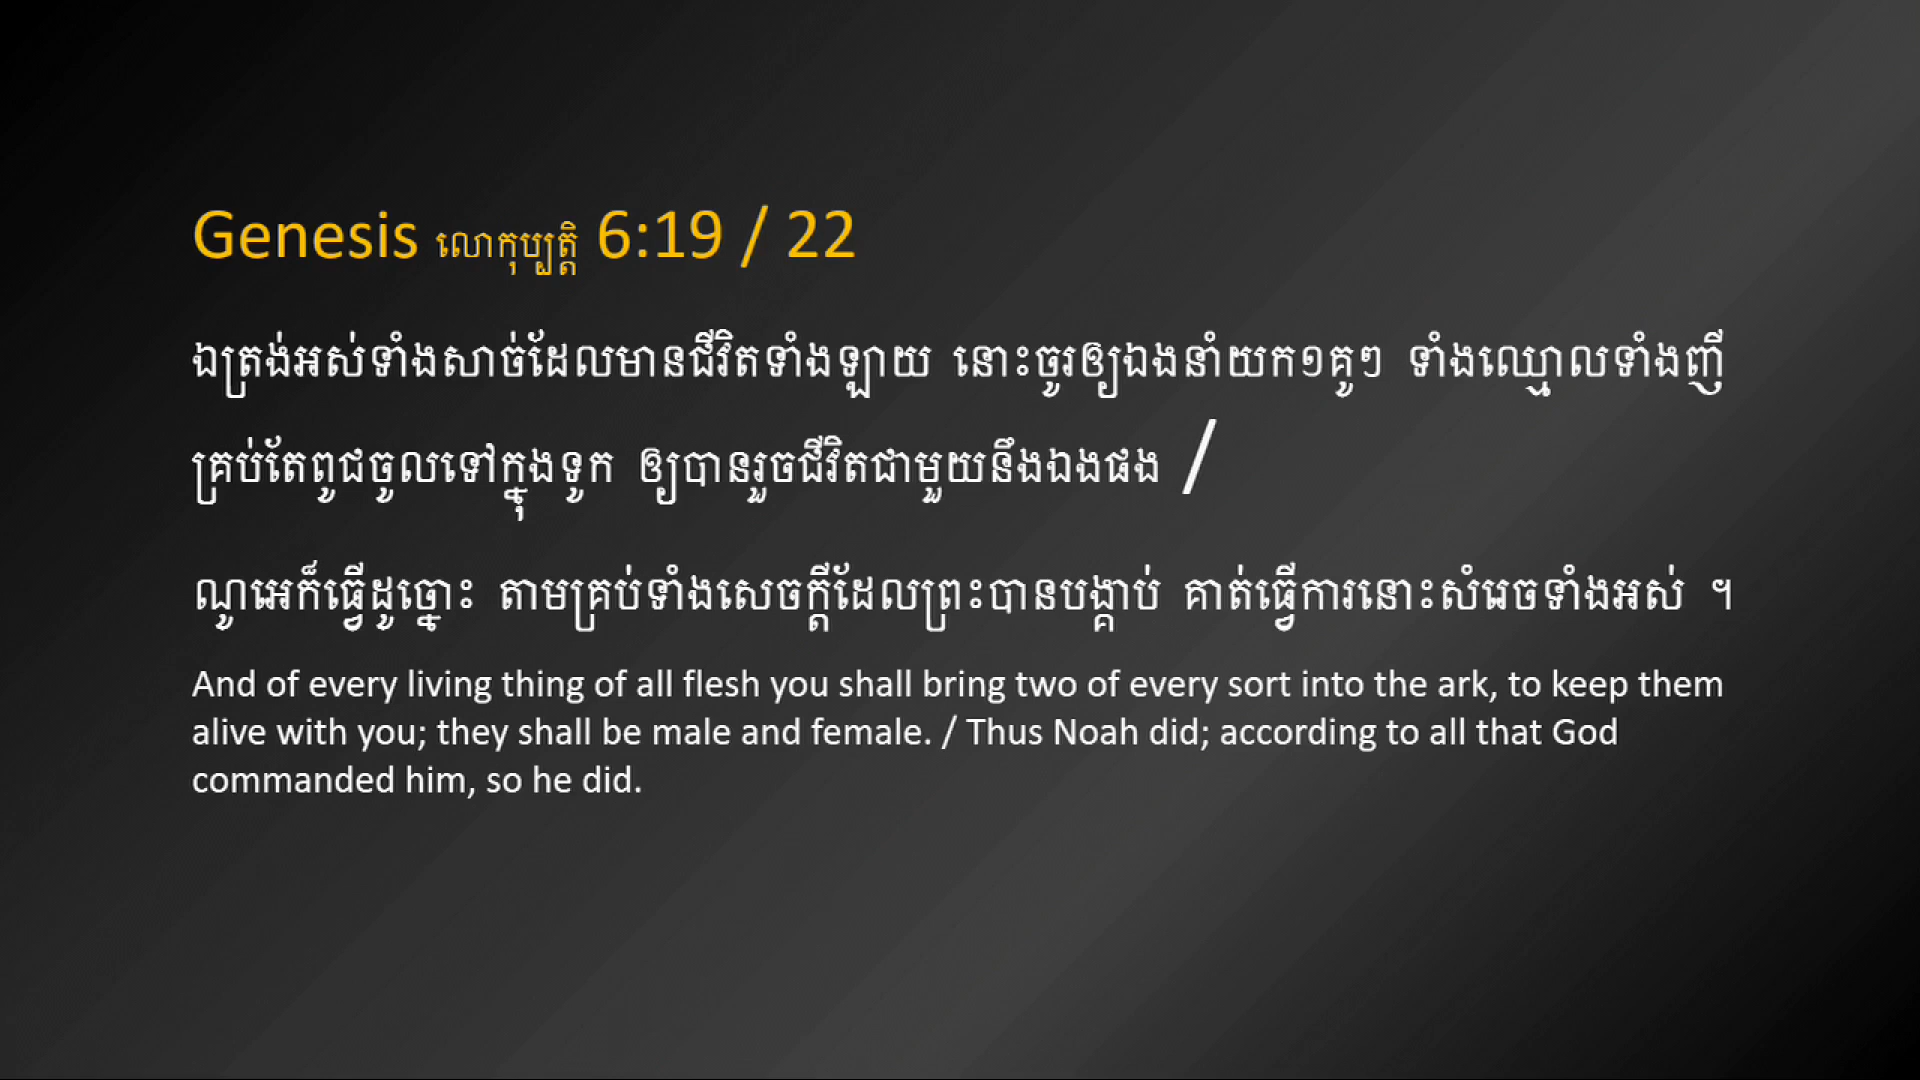 Genesis លោកុប្បត្តិ 6:19 / 22
ឯត្រង់អស់ទាំងសាច់ដែលមានជីវិតទាំងឡាយ នោះចូរឲ្យឯងនាំយក១គូៗ ទាំងឈ្មោលទាំងញី
គ្រប់តែពូជចូលទៅក្នុងទូក ឲ្យបានរួចជីវិតជាមួយនឹងឯងផង /
ណូអេក៏ធ្វើដូច្នោះ តាមគ្រប់ទាំងសេចក្ដីដែលព្រះបានបង្គាប់ គាត់ធ្វើការនោះសំរេចទាំងអស់ ។
And of every living thing of all flesh you shall bring two of every sort into the ark, to keep them
alive with you; they shall be male and female. / Thus Noah did; according to all that God
commanded him, so he did.